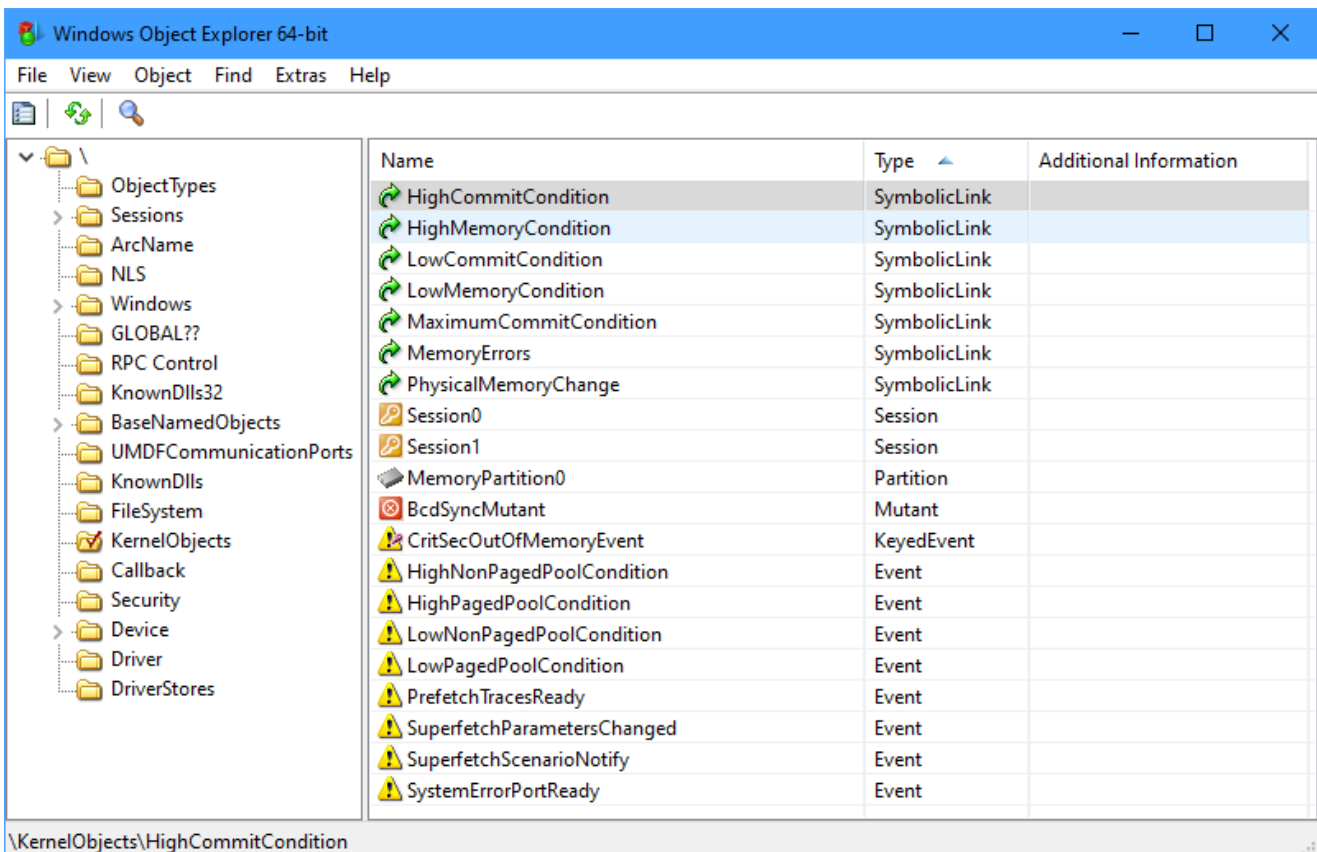 Windows Object Explorer 64-bit
File View Object Find Extras Help
\
ObjectTypes
Sessions
ArcName
NLS
Windows
GLOBAL??
RPC Control
KnownDlls32
BaseNamedObjects
UMDFCommunicationPorts
KnownDlls
FileSystem
KernelObjects
Callback
Security
Device
Driver
DriverStores
Name Type Additional Information
HighCommitCondition SymbolicLink
HighMemoryCondition SymbolicLink
LowCommitCondition SymbolicLink
LowMemoryCondition SymbolicLink
MaximumCommitCondition SymbolicLink
MemoryErrors SymbolicLink
PhysicalMemoryChange SymbolicLink
Session0 Session
Session1 Session
MemoryPartition0 Partition
BcdSyncMutant Mutant
CritSecOutOfMemoryEvent KeyedEvent
HighNonPagedPoolCondition Event
HighPagedPoolCondition Event
LowNonPagedPoolCondition Event
LowPagedPoolCondition Event
PrefetchTracesReady Event
SuperfetchParametersChanged Event
SuperfetchScenarioNotify Event
SystemErrorPortReady Event
\KernelObjects\HighCommitCondition